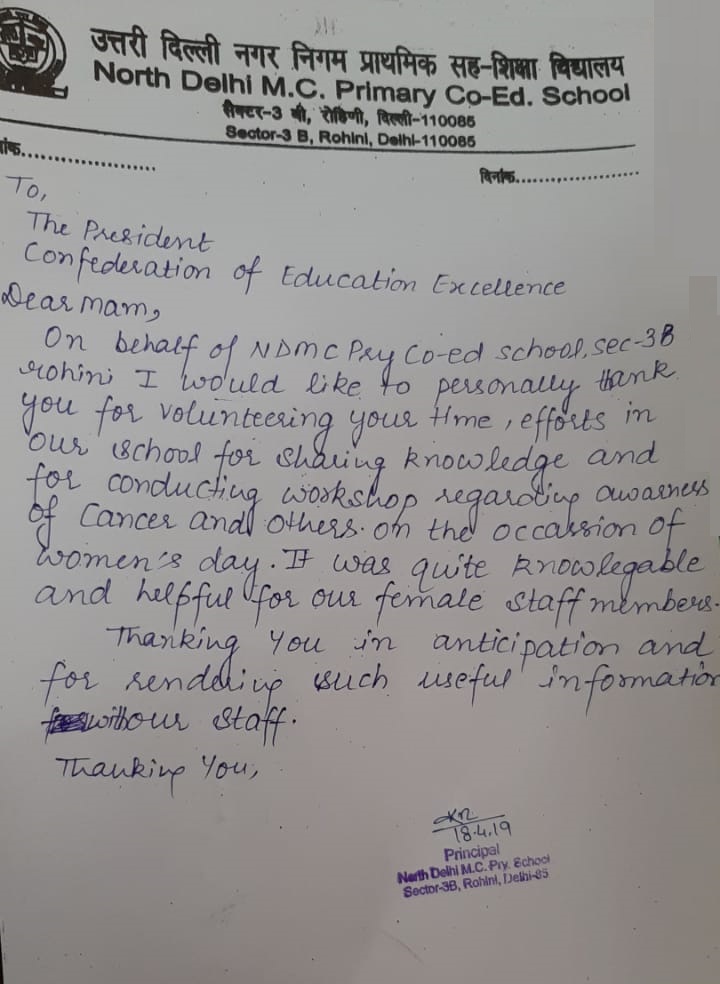 उत्तरी दिल्ली नगर निगम प्राथमिक सह-शिक्षा विद्यालय
North Delhi M.C. Primary Co-Ed. School
सैक्टर-3 बी, रोहिणी, दिल्ली-110085
Sector-3 B, Rohini, Delhi-110085
दिनांक....................
To,
The President
Confederation of Education Excellence
Dear mam,
On behalf of NDMC Pry Co-ed school, sec-3B
rohini I would like to personally thank
you for volunteering your time, efforts in
our school for sharing knowledge and
for conducting workshop regarding awarness
of Cancer and others. on the occassion of
women's day. It was quite knowlegable
and helpful for our female staff members.
Thanking you in anticipation and
for rendering such useful information
with our staff.
Thanking You,
18.4.19
Principal
North Delhi M.C. Pry. School
Sector-3B, Rohini, Delhi-85